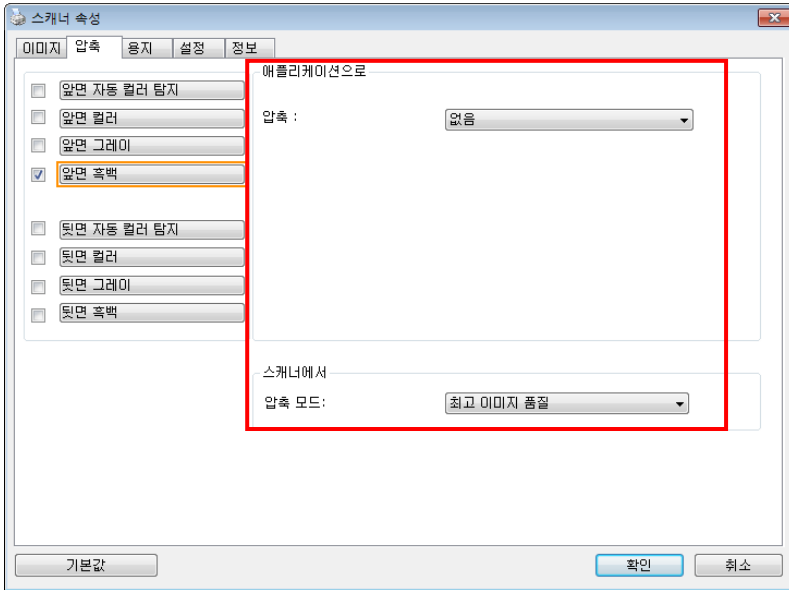 스캐너 속성
이미지 압축 용지 설정 정보
앞면 자동 컬러 탐지
앞면 컬러
앞면 그레이
앞면 흑백
뒷면 자동 컬러 탐지
뒷면 컬러
뒷면 그레이
뒷면 흑백
애플리케이션으로
압축 : 없음
스캐너에서
압축 모드: 최고 이미지 품질
기본값 확인 취소